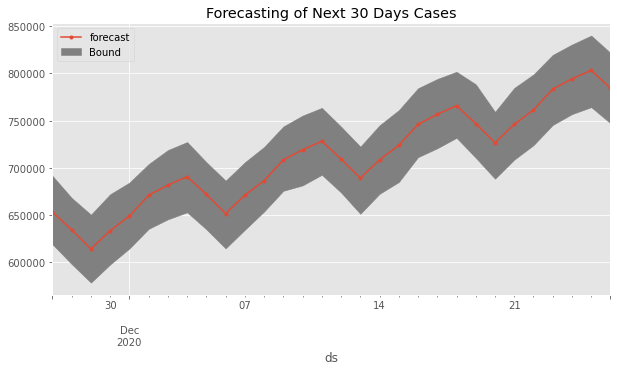 Forecasting of Next 30 Days Cases
forecast
Bound
850000
800000
750000
700000
650000
600000
30
07
14
21
Dec
2020
ds